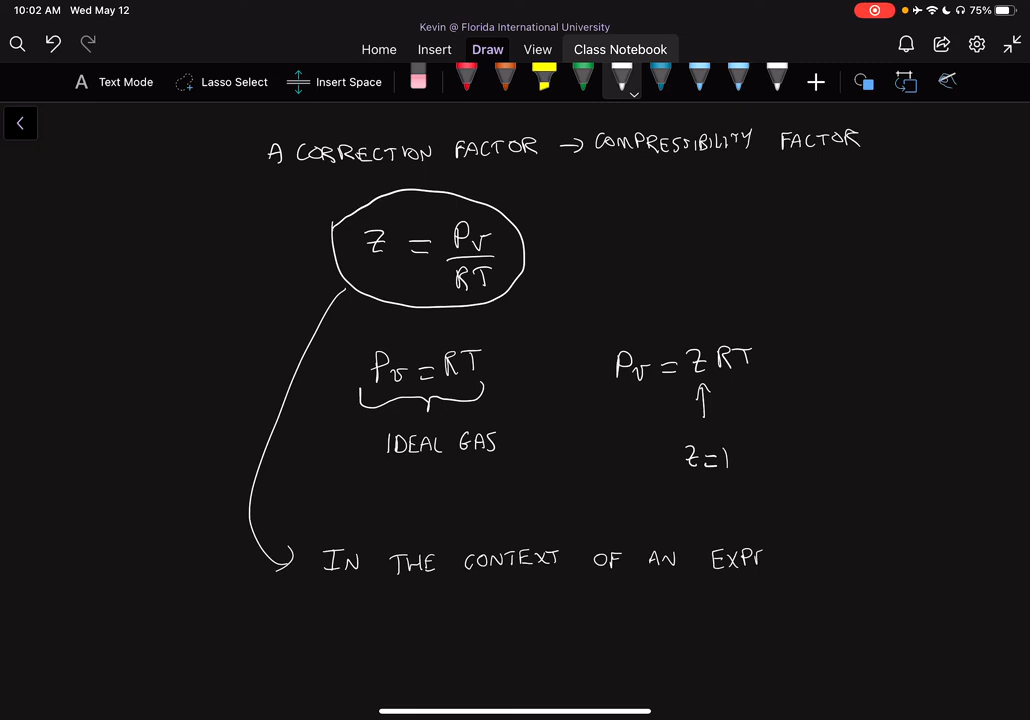 10:02 AM Wed May 12
75%
Kevin @ Florida International University
Home Insert Draw View Class Notebook
A Text Mode Lasso Select Insert Space
A CORRECTION FACTOR → COMPRESSIBILITY FACTOR
Z = Pv/RT
Pv = RT
Pv = ZRT
IDEAL GAS
Z=1
IN THE CONTEXT OF AN EXPR